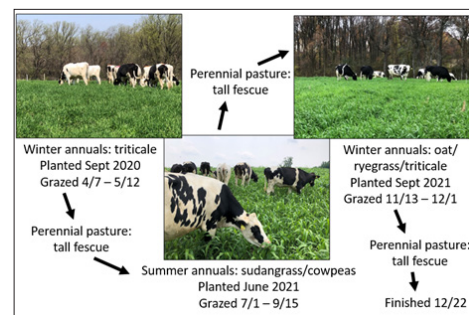 Winter annuals: triticale
Planted Sept 2020
Grazed 4/7 – 5/12
Perennial pasture:
tall fescue
Summer annuals: sudangrass/cowpeas
Planted June 2021
Grazed 7/1 – 9/15
Perennial pasture:
tall fescue
Winter annuals: oat/
ryegrass/triticale
Planted Sept 2021
Grazed 11/13 – 12/1
Perennial pasture:
tall fescue
Finished 12/22